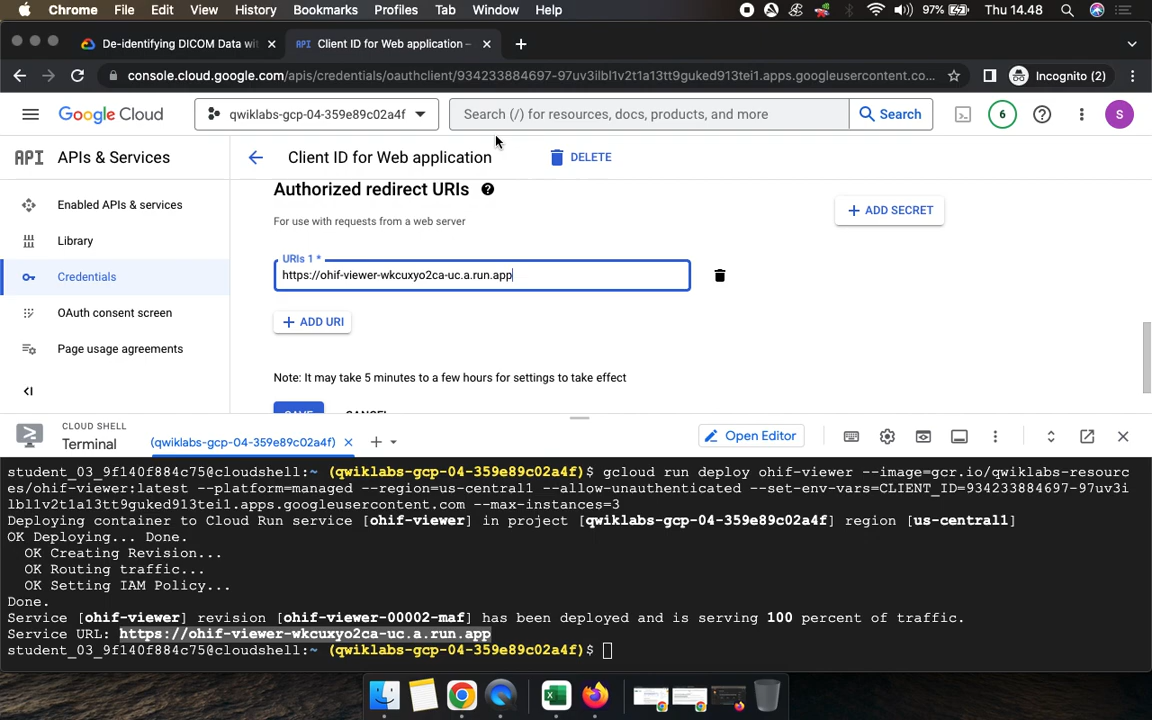 Chrome File Edit View History Bookmarks Profiles Tab Window Help 97% Thu 14.48
De-identifying DICOM Data wit
API Client ID for Web application –
console.cloud.google.com/apis/credentials/oauthclient/934233884697-97uv3ilbl1v2t1a13tt9guked913tei1.apps.googleusercontent.co... Incognito (2)
Google Cloud qwiklabs-gcp-04-359e89c02a4f Search (/) for resources, docs, products, and more Search 6 S
API APIs & Services Client ID for Web application DELETE
Enabled APIs & services
Library
Credentials
OAuth consent screen
Page usage agreements
Authorized redirect URIs
For use with requests from a web server
ADD SECRET
URIs 1 *
https://ohif-viewer-wkcuxyo2ca-uc.a.run.app
ADD URI
Note: It may take 5 minutes to a few hours for settings to take effect
SAVE CANCEL
CLOUD SHELL
Terminal (qwiklabs-gcp-04-359e89c02a4f) Open Editor
student_03_9f140f884c75@cloudshell:~ (qwiklabs-gcp-04-359e89c02a4f)$ gcloud run deploy ohif-viewer --image=gcr.io/qwiklabs-resourc
es/ohif-viewer:latest --platform=managed --region=us-central1 --allow-unauthenticated --set-env-vars=CLIENT_ID=934233884697-97uv3i
lbl1v2t1a13tt9guked913tei1.apps.googleusercontent.com --max-instances=3
Deploying container to Cloud Run service [ohif-viewer] in project [qwiklabs-gcp-04-359e89c02a4f] region [us-central1]
OK Deploying... Done.
OK Creating Revision...
OK Routing traffic...
OK Setting IAM Policy...
Done.
Service [ohif-viewer] revision [ohif-viewer-00002-maf] has been deployed and is serving 100 percent of traffic.
Service URL: https://ohif-viewer-wkcuxyo2ca-uc.a.run.app
student_03_9f140f884c75@cloudshell:~ (qwiklabs-gcp-04-359e89c02a4f)$